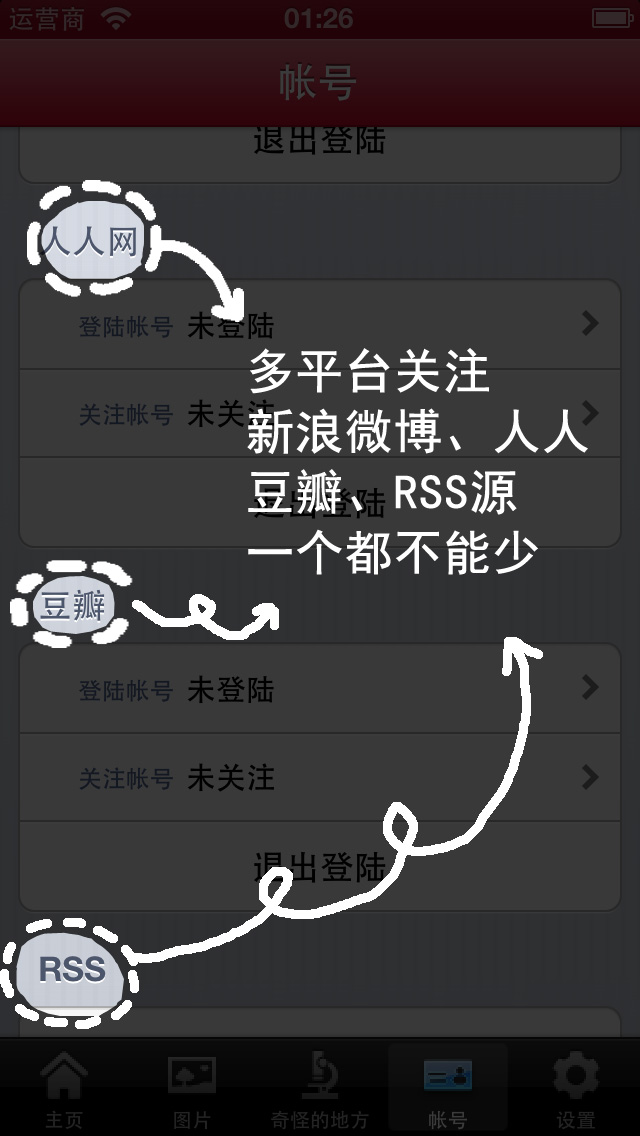 运营商 01:26
帐号
退出登陆
人人网
登陆帐号 未登陆
多平台关注
关注帐号 未关注
新浪微博、人人
豆瓣、RSS源
退出登陆
一个都不能少
豆瓣
登陆帐号 未登陆
关注帐号 未关注
退出登陆
RSS
主页 图片 奇怪的地方 帐号 设置